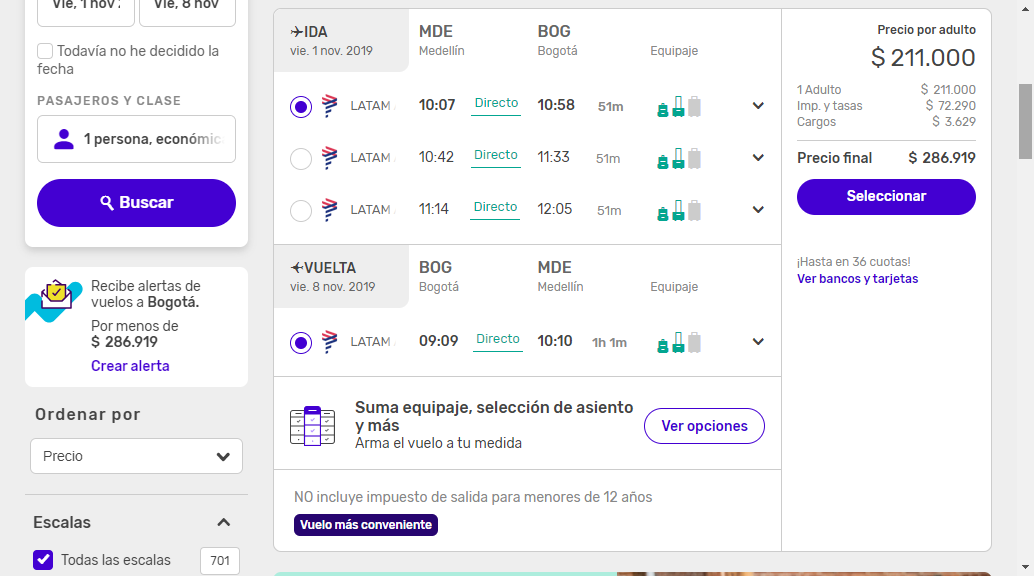 vie, 1 nov 2
vie, 8 nov
Todavía no he decidido la
fecha
PASAJEROS Y CLASE
1 persona, económic
Buscar
Recibe alertas de
vuelos a Bogotá.
Por menos de
$ 286.919
Crear alerta
Ordenar por
Precio
Escalas
Todas las escalas 701
IDA MDE BOG
vie. 1 nov. 2019 Medellín Bogotá Equipaje
LATAM 10:07 Directo 10:58 51m
LATAM 10:42 Directo 11:33 51m
LATAM 11:14 Directo 12:05 51m
VUELTA BOG MDE
vie. 8 nov. 2019 Bogotá Medellín Equipaje
LATAM 09:09 Directo 10:10 1h 1m
Suma equipaje, selección de asiento
y más
Arma el vuelo a tu medida
Ver opciones
NO incluye impuesto de salida para menores de 12 años
Vuelo más conveniente
Precio por adulto
$ 211.000
1 Adulto $ 211.000
Imp. y tasas $ 72.290
Cargos $ 3.629
Precio final $ 286.919
Seleccionar
¡Hasta en 36 cuotas!
Ver bancos y tarjetas